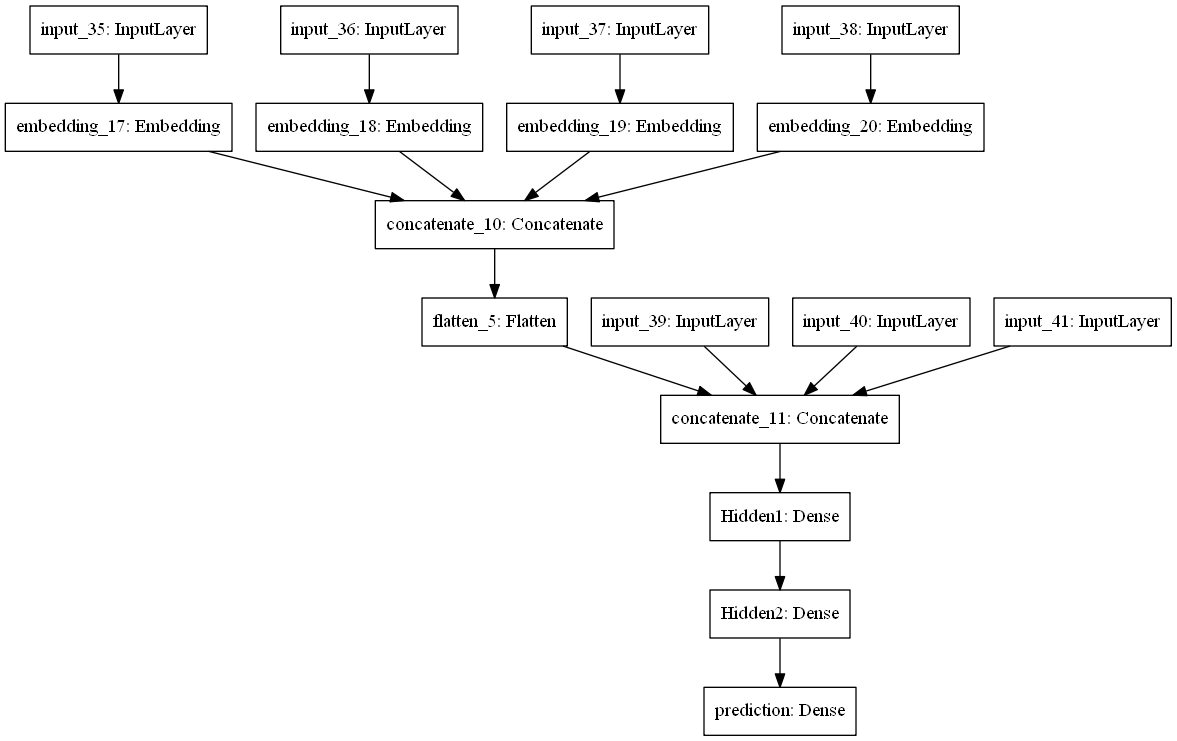 input_35: InputLayer
input_36: InputLayer
input_37: InputLayer
input_38: InputLayer
embedding_17: Embedding
embedding_18: Embedding
embedding_19: Embedding
embedding_20: Embedding
concatenate_10: Concatenate
flatten_5: Flatten
input_39: InputLayer
input_40: InputLayer
input_41: InputLayer
concatenate_11: Concatenate
Hidden1: Dense
Hidden2: Dense
prediction: Dense